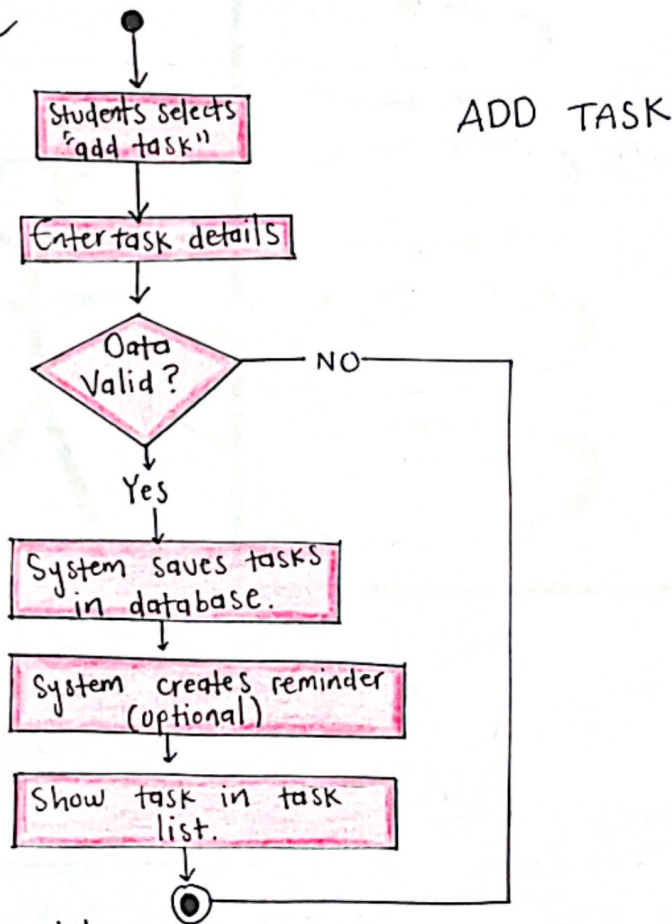 ADD TASK
Students selects
"add task"
Enter task details
Data
Valid?
NO
Yes
System saves tasks
in database.
System creates reminder
(optional)
Show task in task
list.